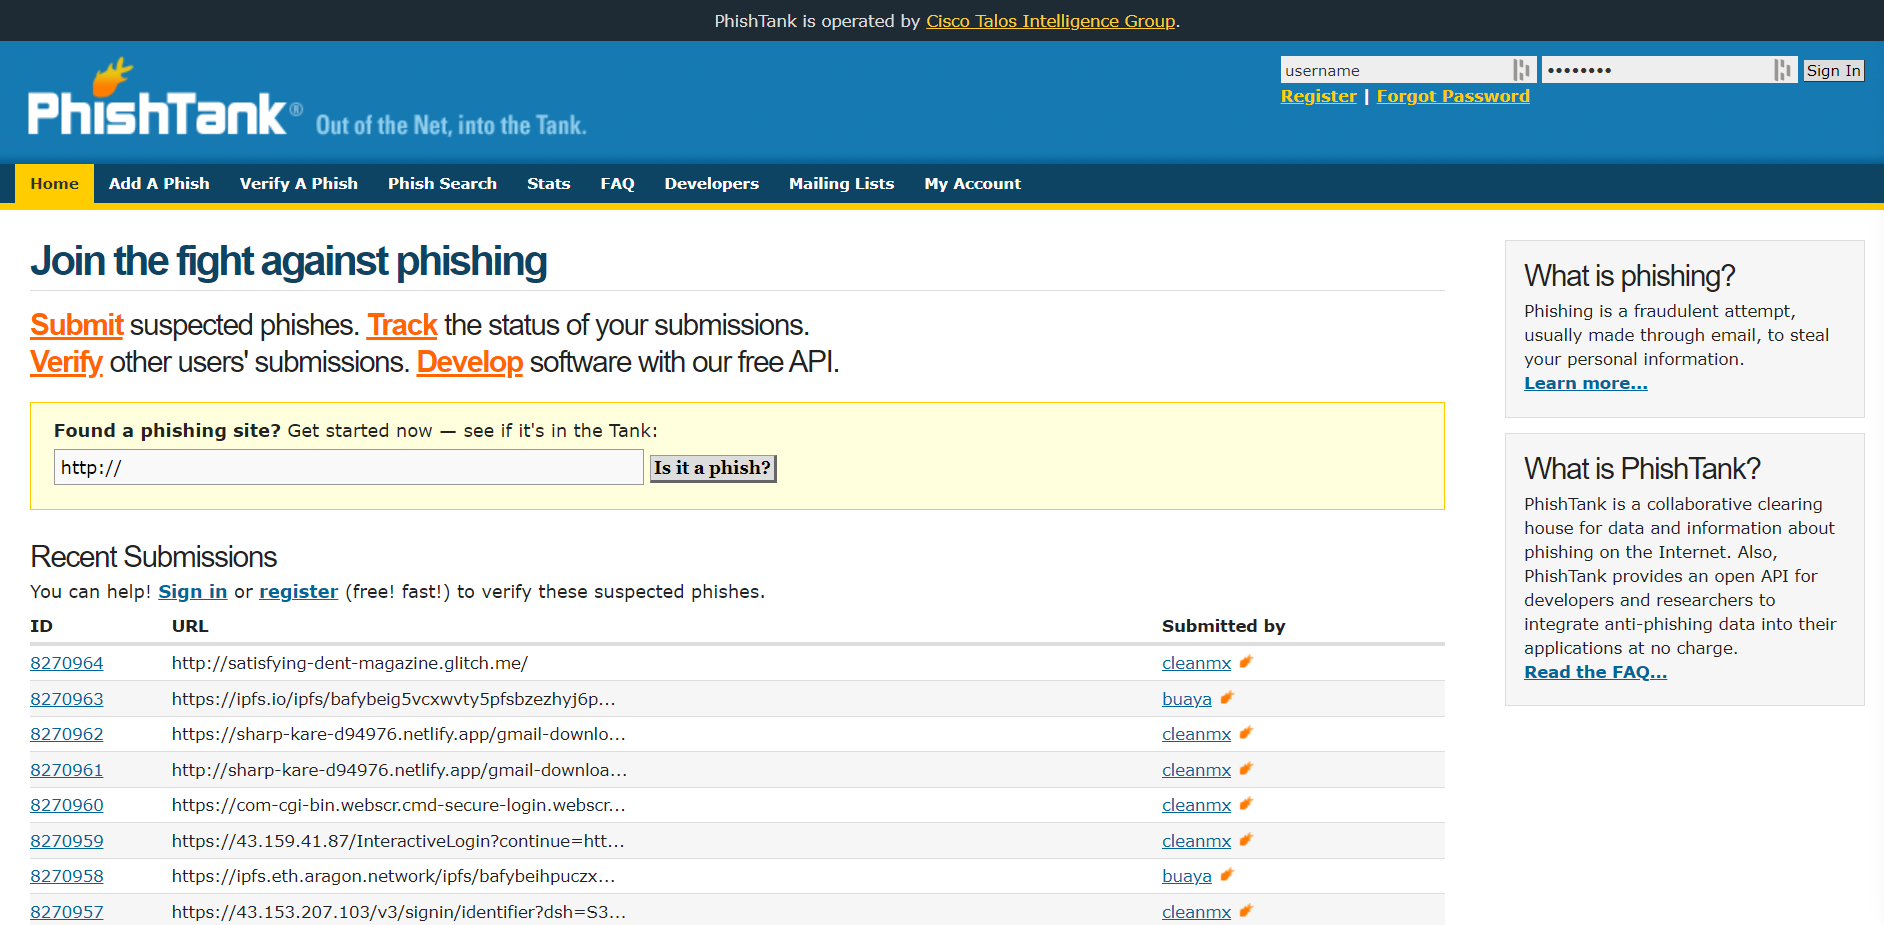 PhishTank is operated by Cisco Talos Intelligence Group.
PhishTank® Out of the Net, into the Tank.
username •••••••• Sign In
Register | Forgot Password
Home Add A Phish Verify A Phish Phish Search Stats FAQ Developers Mailing Lists My Account
Join the fight against phishing
Submit suspected phishes. Track the status of your submissions.
Verify other users' submissions. Develop software with our free API.
Found a phishing site? Get started now — see if it's in the Tank:
http:// Is it a phish?
Recent Submissions
You can help! Sign in or register (free! fast!) to verify these suspected phishes.
ID URL Submitted by
8270964 http://satisfying-dent-magazine.glitch.me/ cleanmx
8270963 https://ipfs.io/ipfs/bafybeig5vcxwvty5pfsbzezhyj6p... buaya
8270962 https://sharp-kare-d94976.netlify.app/gmail-downlo... cleanmx
8270961 http://sharp-kare-d94976.netlify.app/gmail-downloa... cleanmx
8270960 https://com-cgi-bin.webscr.cmd-secure-login.webscr... cleanmx
8270959 https://43.159.41.87/InteractiveLogin?continue=htt... cleanmx
8270958 https://ipfs.eth.aragon.network/ipfs/bafybeihpuczx... buaya
8270957 https://43.153.207.103/v3/signin/identifier?dsh=S3... cleanmx
What is phishing?
Phishing is a fraudulent attempt,
usually made through email, to steal
your personal information.
Learn more...
What is PhishTank?
PhishTank is a collaborative clearing
house for data and information about
phishing on the Internet. Also,
PhishTank provides an open API for
developers and researchers to
integrate anti-phishing data into their
applications at no charge.
Read the FAQ...